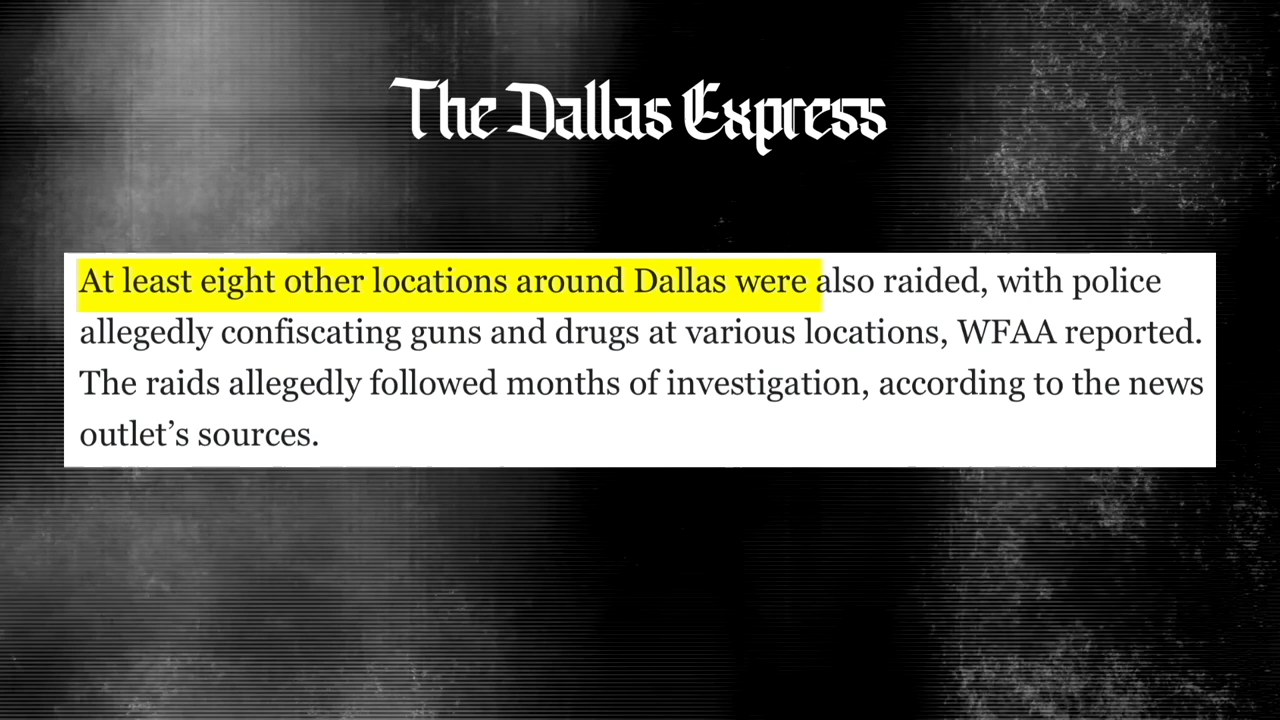 The Dallas Express
At least eight other locations around Dallas were also raided, with police
allegedly confiscating guns and drugs at various locations, WFAA reported.
The raids allegedly followed months of investigation, according to the news
outlet’s sources.